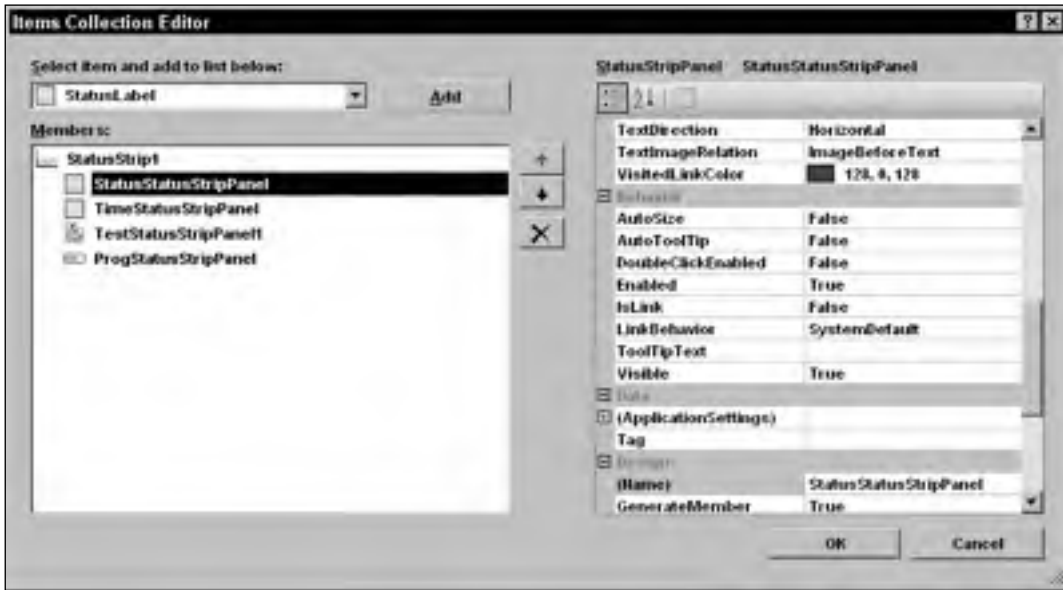 Items Collection Editor
Select item and add to list below:
StatusLabel
Add
Members:
StatusStrip1
StatusStatusStripPanel
TimeStatusStripPanel
TestStatusStripPanel1
ProgStatusStripPanel
StatusStripPanel StatusStatusStripPanel
TextDirection Horizontal
TextImageRelation ImageBeforeText
VisitedLinkColor 128, 0, 128
Behavior
AutoSize False
AutoToolTip False
DoubleClickEnabled False
Enabled True
IsLink False
LinkBehavior SystemDefault
ToolTipText
Visible True
Data
(ApplicationSettings)
Tag
Design
(Name) StatusStatusStripPanel
GenerateMember True
OK Cancel